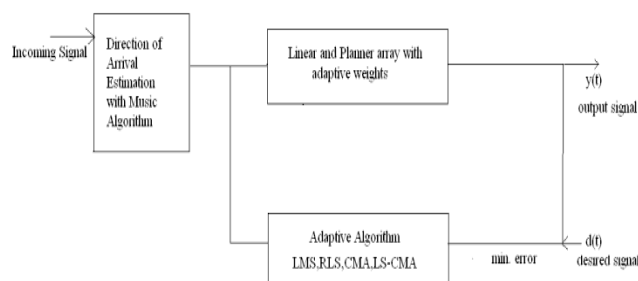 Incoming Signal
Direction of
Arrival
Estimation
with Music
Algorithm
Linear and Planner array with
adaptive weights
y(t)
output signal
Adaptive Algorithm
LMS,RLS,CMA,LS-CMA
min. error
d(t)
desired signal